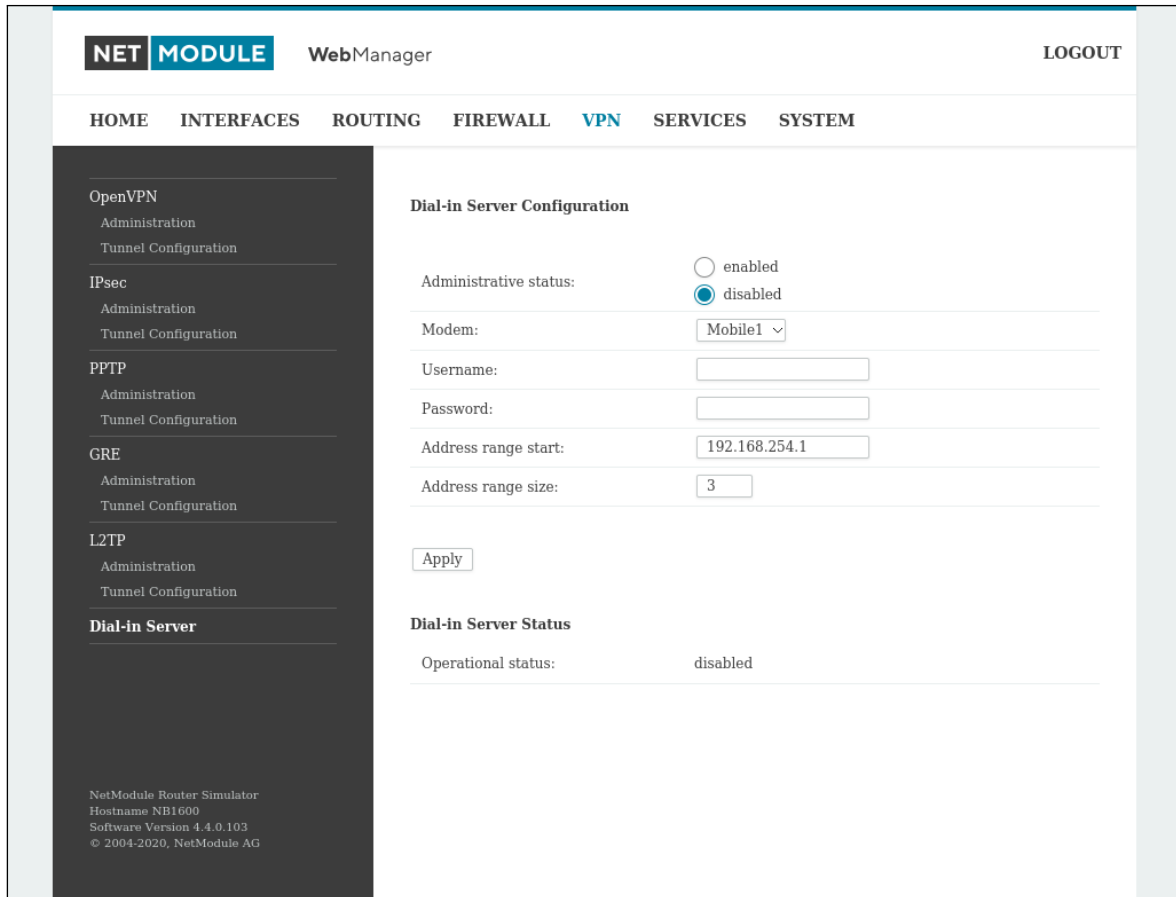 NET MODULE WebManager LOGOUT
HOME INTERFACES ROUTING FIREWALL VPN SERVICES SYSTEM
OpenVPN
Administration
Tunnel Configuration
IPsec
Administration
Tunnel Configuration
PPTP
Administration
Tunnel Configuration
GRE
Administration
Tunnel Configuration
L2TP
Administration
Tunnel Configuration
Dial-in Server
NetModule Router Simulator
Hostname NB1600
Software Version 4.4.0.103
© 2004-2020, NetModule AG
Dial-in Server Configuration
Administrative status: enabled
disabled
Modem: Mobile1
Username:
Password:
Address range start: 192.168.254.1
Address range size: 3
Apply
Dial-in Server Status
Operational status: disabled